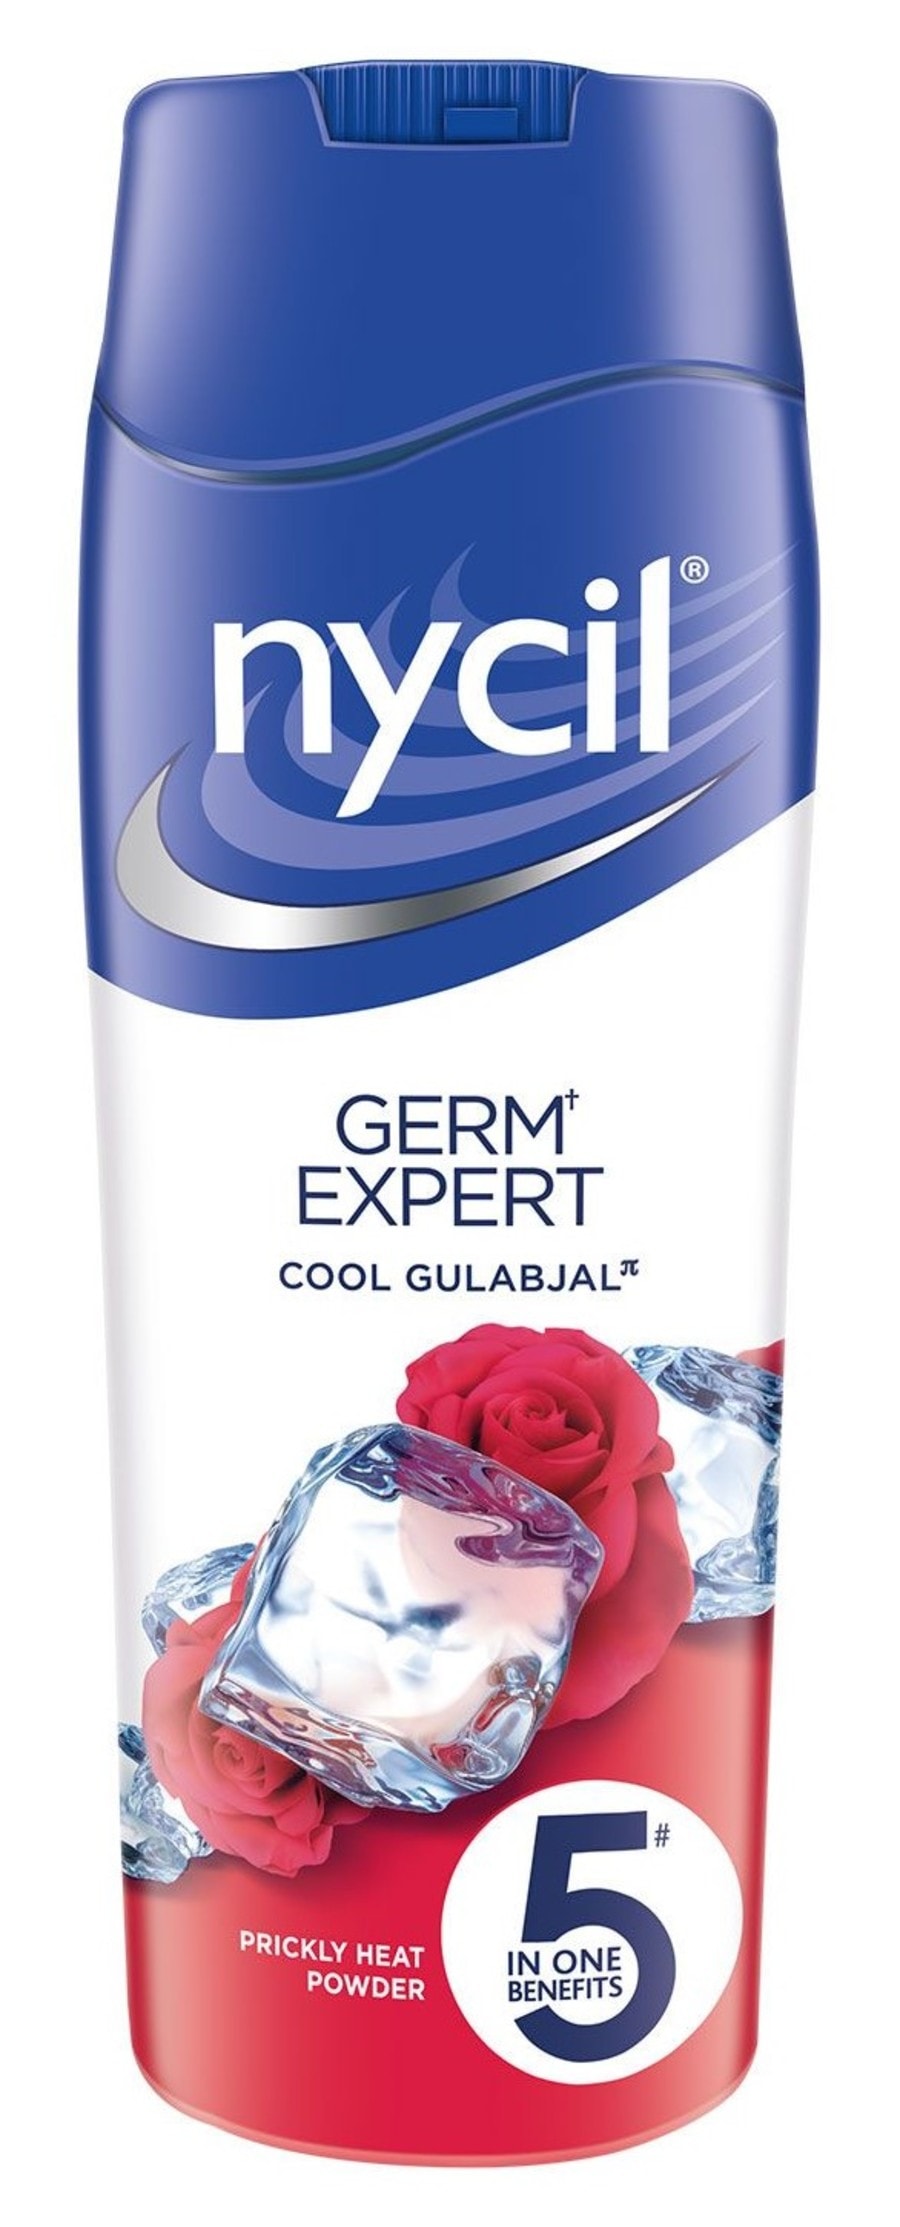 nycil®
GERM†
EXPERT
COOL GULABJALπ
5#
IN ONE
BENEFITS
PRICKLY HEAT
POWDER